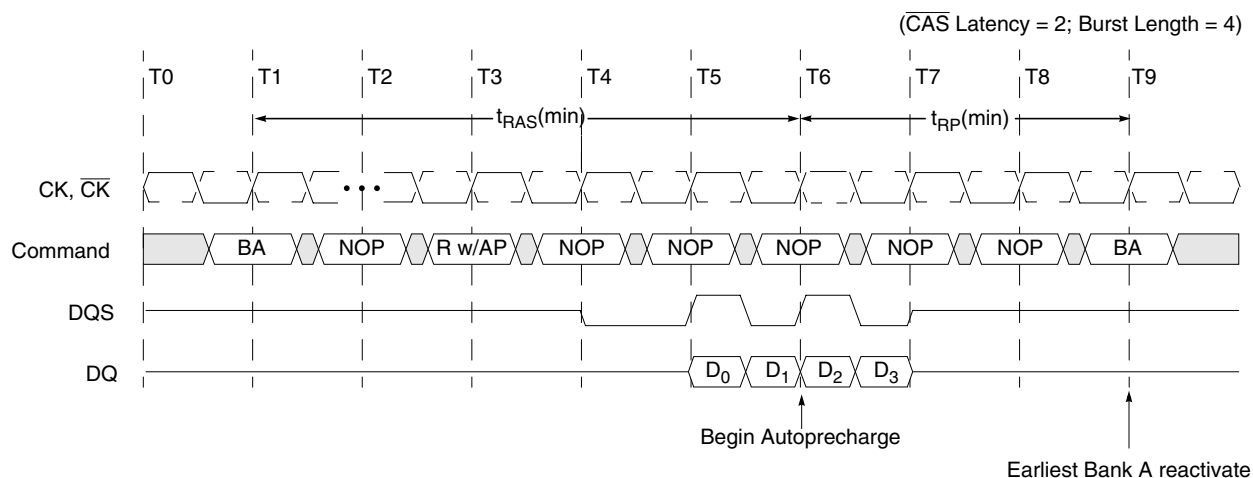 (CAS Latency = 2; Burst Length = 4)
T0 T1 T2 T3 T4 T5 T6 T7 T8 T9
tRAS(min) tRP(min)
CK, CK
Command BA NOP R w/AP NOP NOP NOP NOP NOP BA
DQS
DQ D0 D1 D2 D3
Begin Autoprecharge
Earliest Bank A reactivate